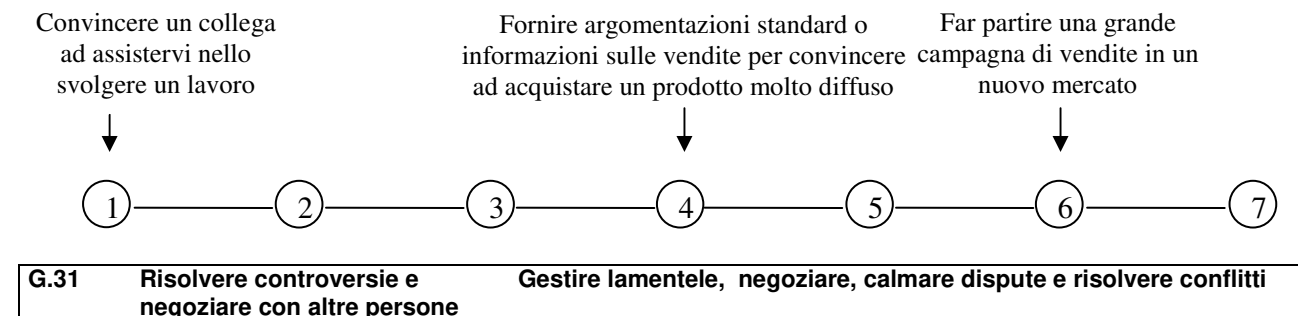 Convincere un collega
ad assistervi nello
svolgere un lavoro
Fornire argomentazioni standard o
informazioni sulle vendite per convincere
ad acquistare un prodotto molto diffuso
Far partire una grande
campagna di vendite in un
nuovo mercato
1 2 3 4 5 6 7
G.31 Risolvere controversie e
negoziare con altre persone
Gestire lamentele, negoziare, calmare dispute e risolvere conflitti